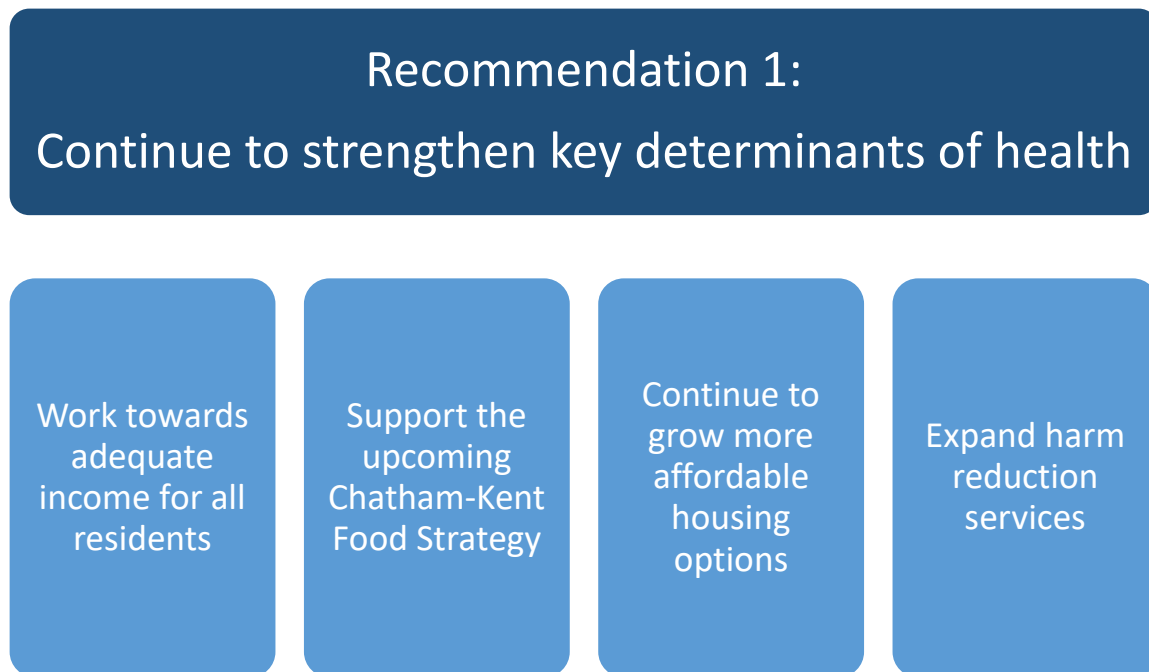 Recommendation 1:
Continue to strengthen key determinants of health
Work towards
adequate
income for all
residents
Support the
upcoming
Chatham-Kent
Food Strategy
Continue to
grow more
affordable
housing
options
Expand harm
reduction
services